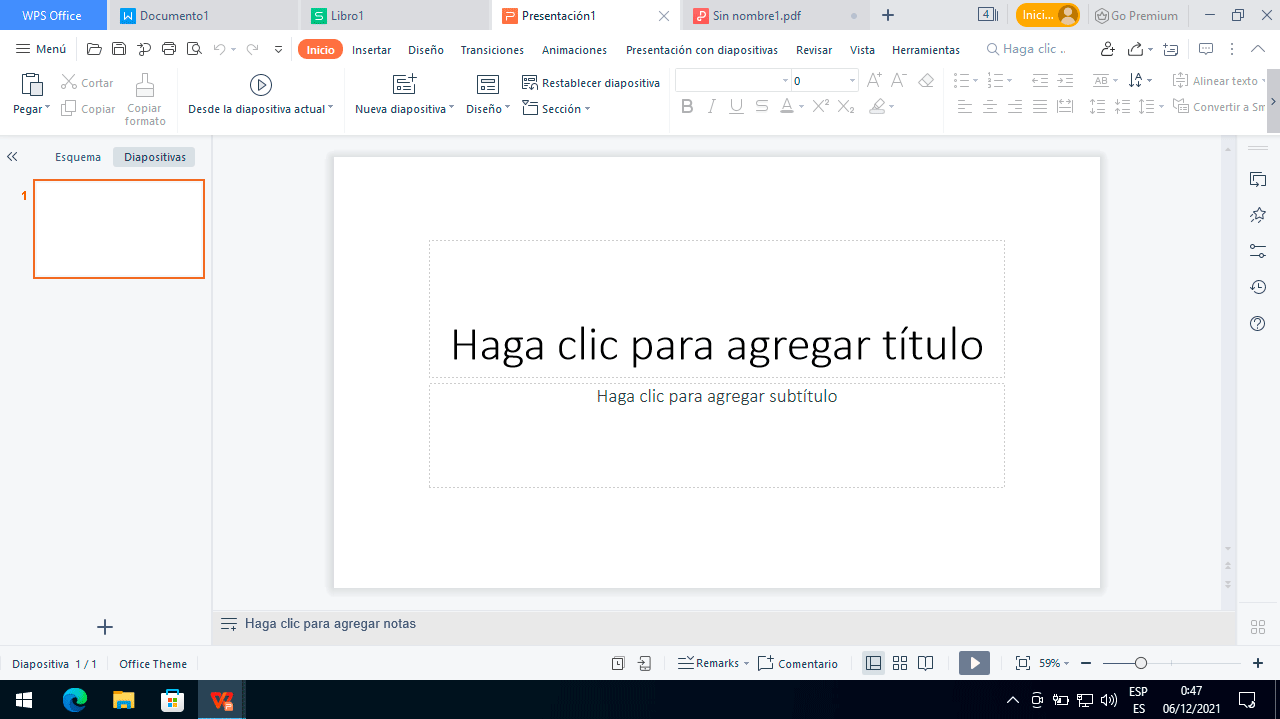 WPS Office Documento1 Libro1 Presentación1 Sin nombre1.pdf 4 Inici... Go Premium
Menú Inicio Insertar Diseño Transiciones Animaciones Presentación con diapositivas Revisar Vista Herramientas Haga clic ..
Pegar Cortar Copiar Copiar formato Desde la diapositiva actual Nueva diapositiva Diseño Restablecer diapositiva Sección 0 Alinear texto Convertir a Sm
Esquema Diapositivas
1
Haga clic para agregar título
Haga clic para agregar subtítulo
Haga clic para agregar notas
Diapositiva 1 / 1 Office Theme Remarks Comentario 59%
ESP 0:47
ES 06/12/2021